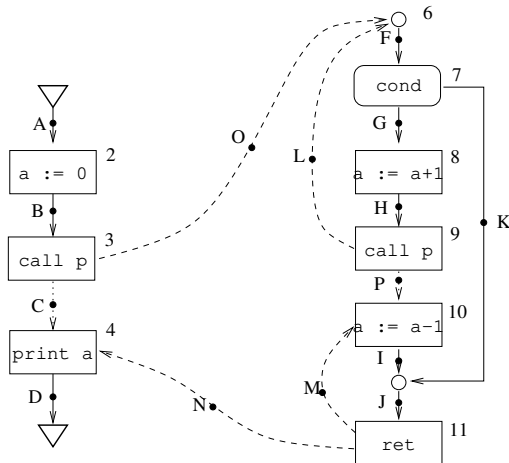 6
F
7
cond
A
G
O
K
L
2
8
a := 0
a := a+1
B
H
3
9
call p
call p
C
P
4
10
print a
a := a-1
I
D
M
J
N
11
ret